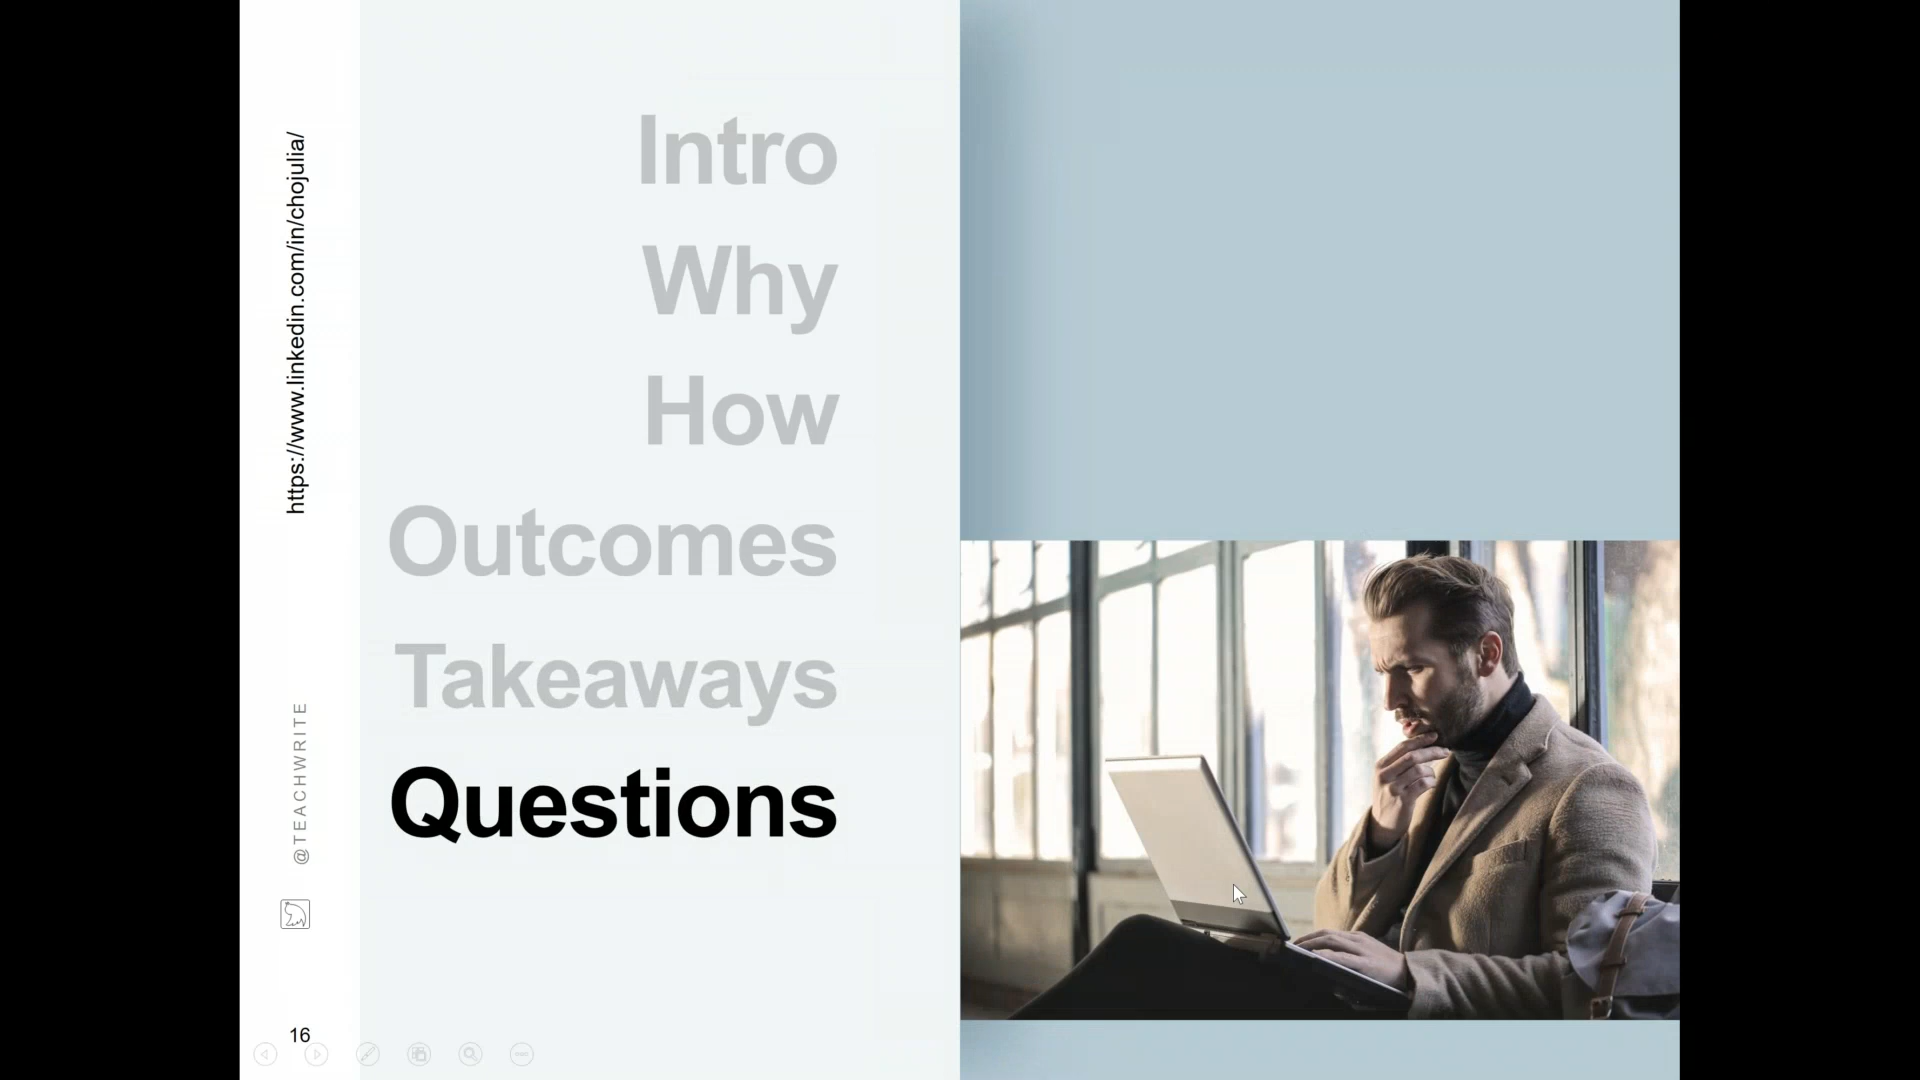 https://www.linkedin.com/in/chojulia/
@TEACHWRITE
16
Intro
Why
How
Outcomes
Takeaways
Questions